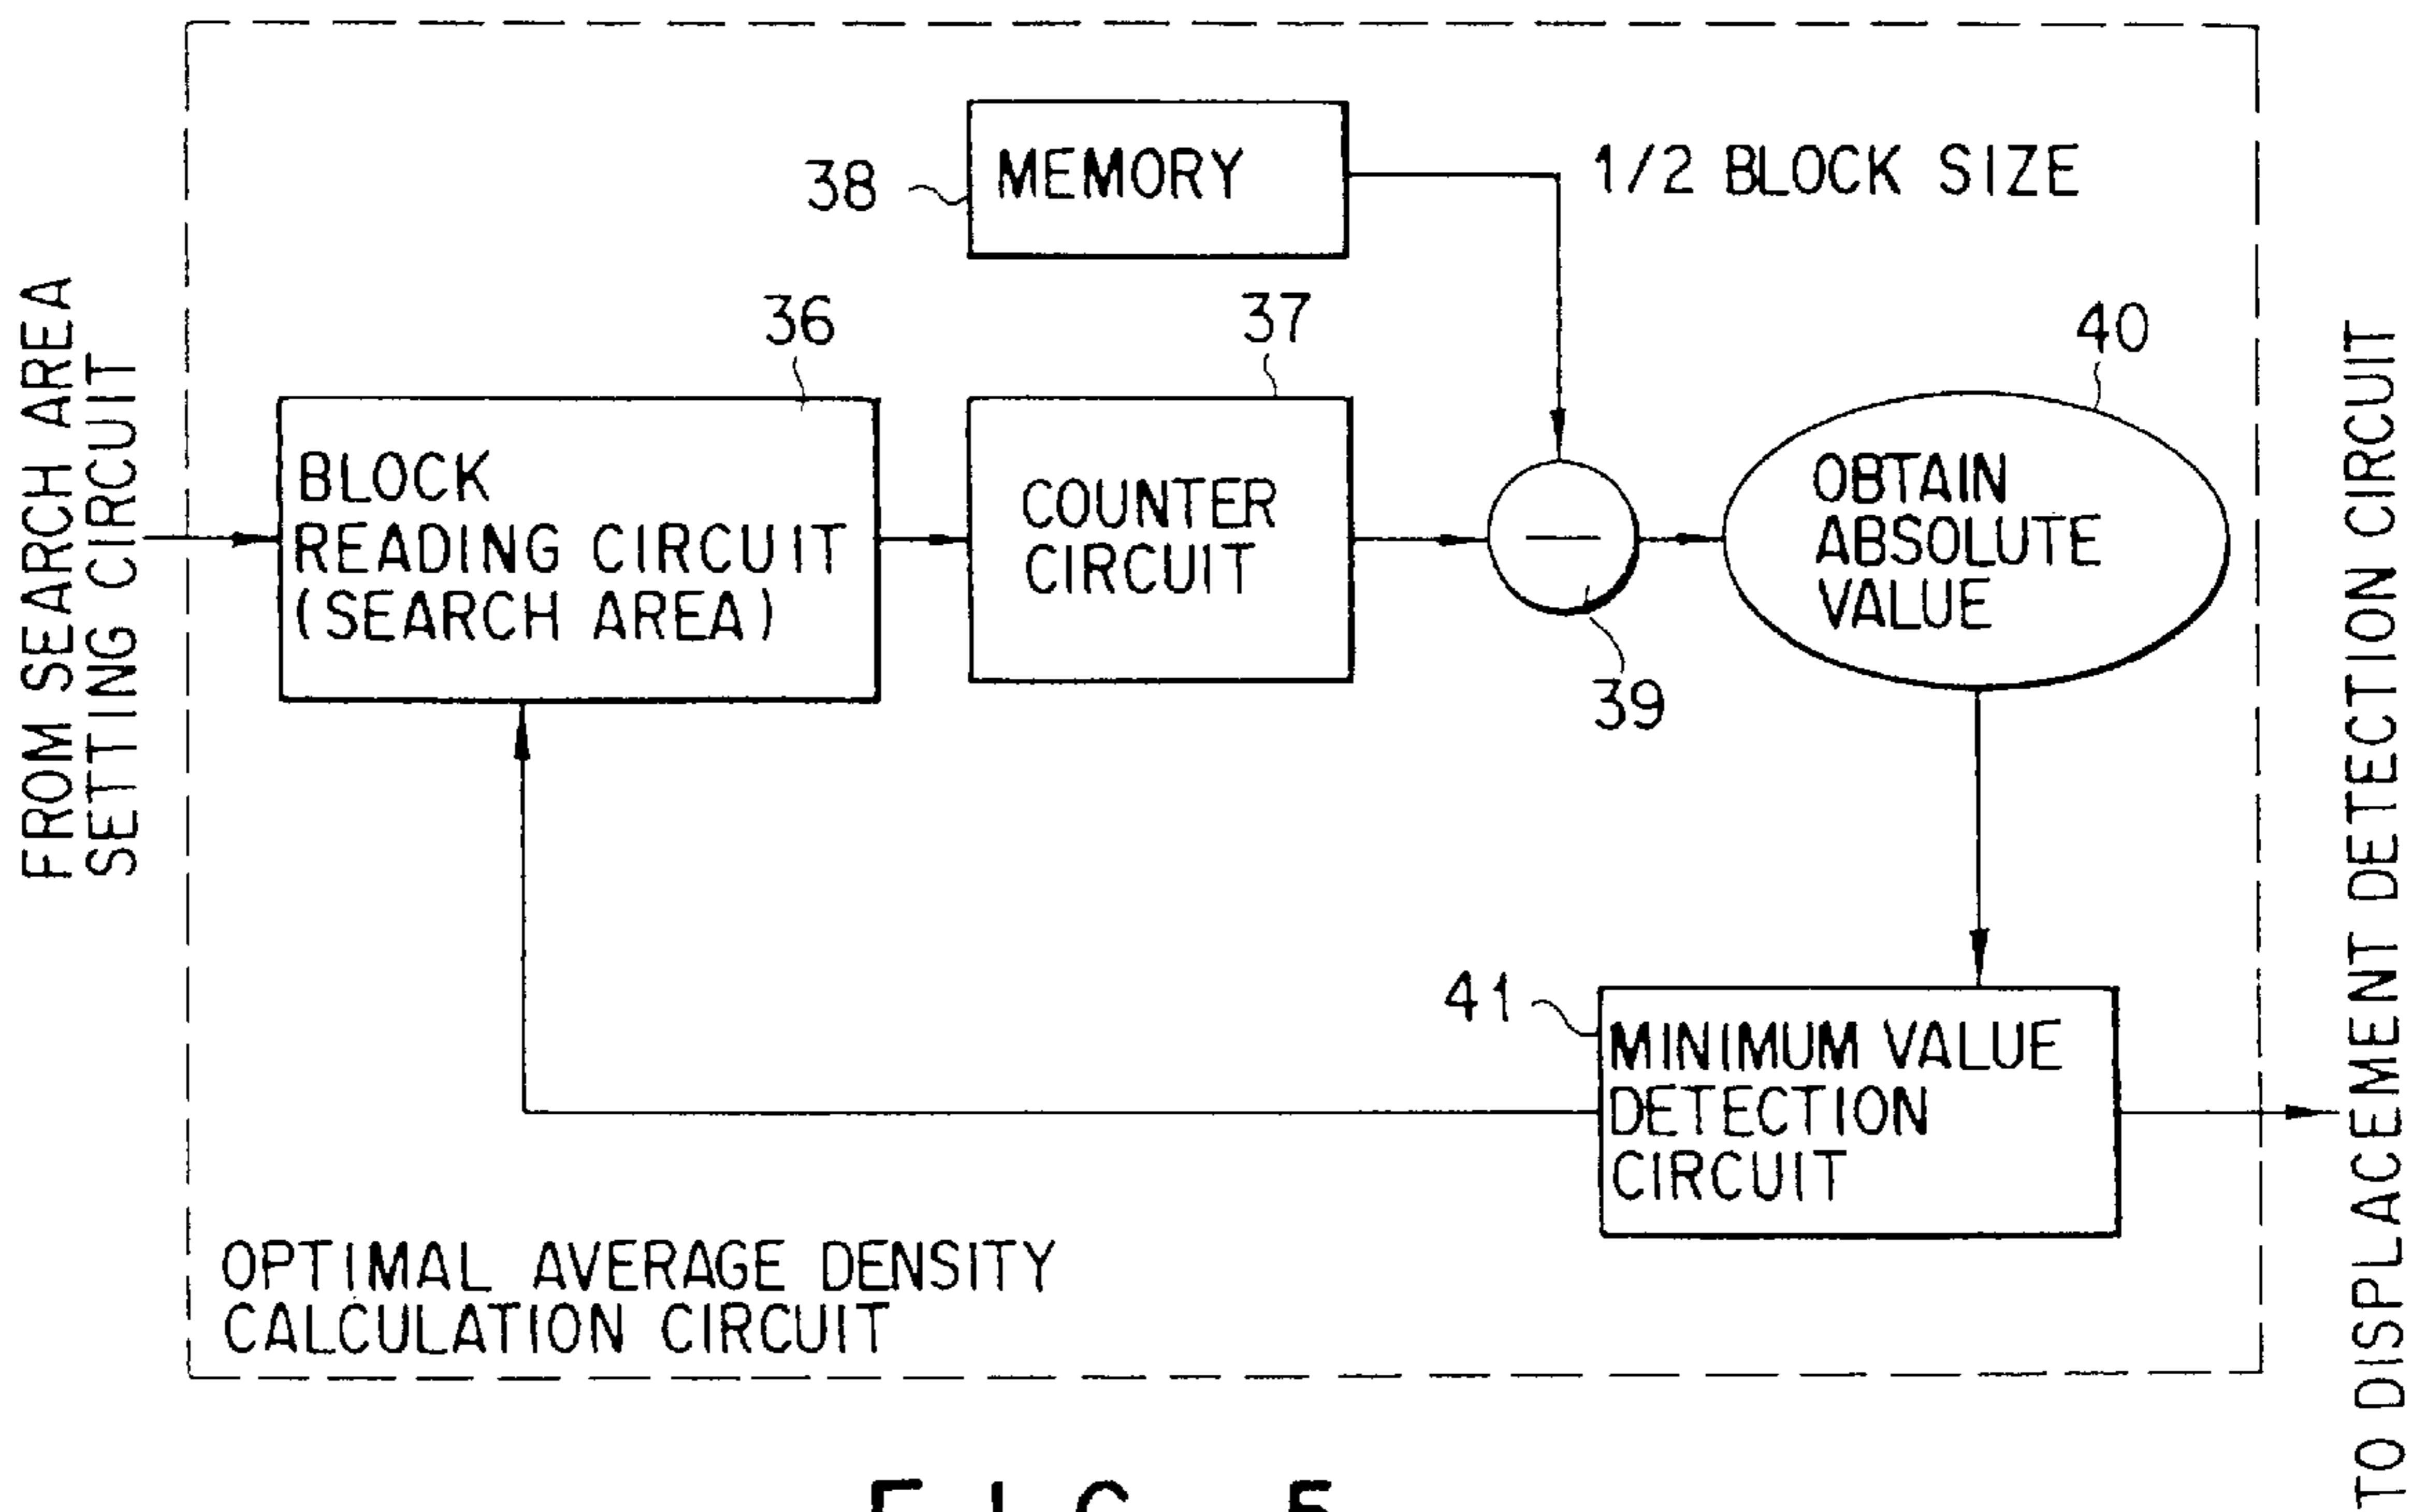 38
MEMORY
1/2 BLOCK SIZE
FROM SEARCH AREA
SETTING CIRCUIT
36
37
40
BLOCK
READING CIRCUIT
(SEARCH AREA)
COUNTER
CIRCUIT
—
OBTAIN
ABSOLUTE
VALUE
39
41
MINIMUM VALUE
DETECTION
CIRCUIT
TO DISPLACEMENT DETECTION CIRCUIT
OPTIMAL AVERAGE DENSITY
CALCULATION CIRCUIT